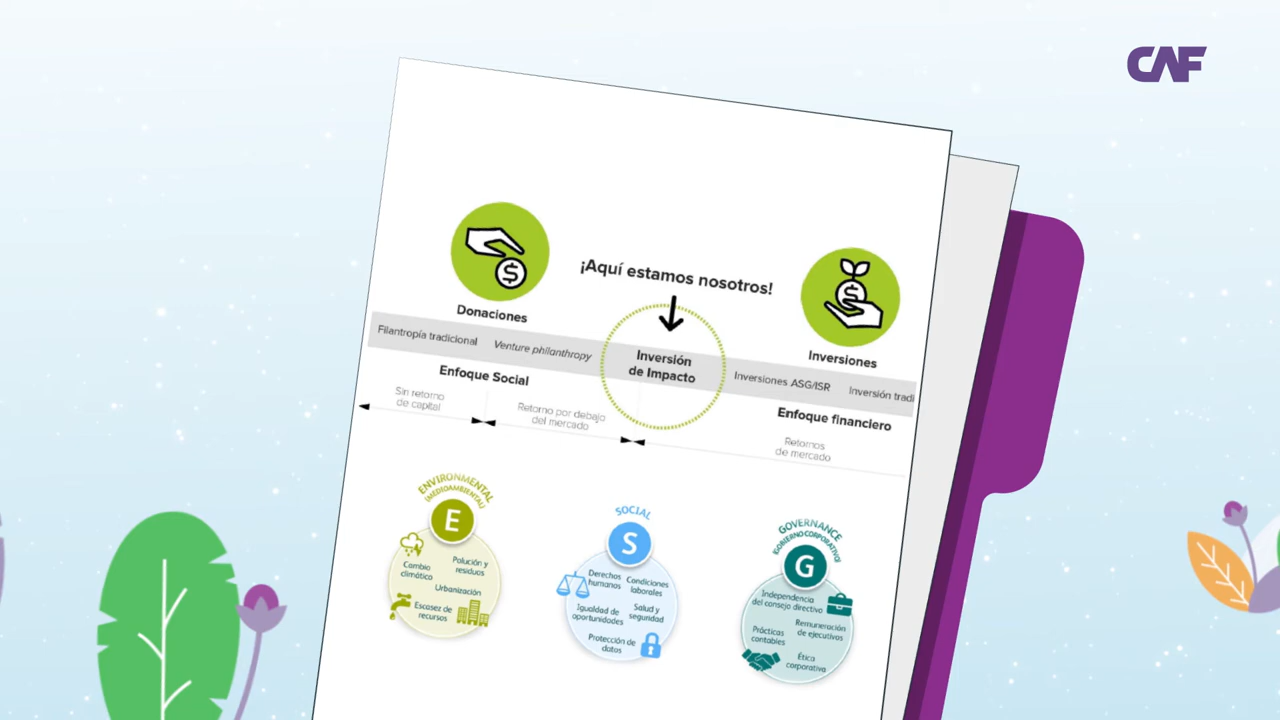 CAF
¡Aquí estamos nosotros!
Donaciones
Inversiones
Filantropía tradicional
Venture philanthropy
Inversión
de Impacto
Inversiones ASG/ISR
Inversión tradi
Enfoque Social
Enfoque financiero
Sin retorno
de capital
Retorno por debajo
del mercado
Retornos
de mercado
ENVIRONMENTAL
(MEDIOAMBIENTAL)
E
Cambio
climático
Polución y
residuos
Urbanización
Escasez de
recursos
SOCIAL
S
Derechos
humanos
Condiciones
laborales
Igualdad de
oportunidades
Salud y
seguridad
Protección de
datos
GOVERNANCE
(GOBIERNO CORPORATIVO)
G
Independencia
del consejo directivo
Remuneración
de ejecutivos
Prácticas
contables
Ética
corporativa